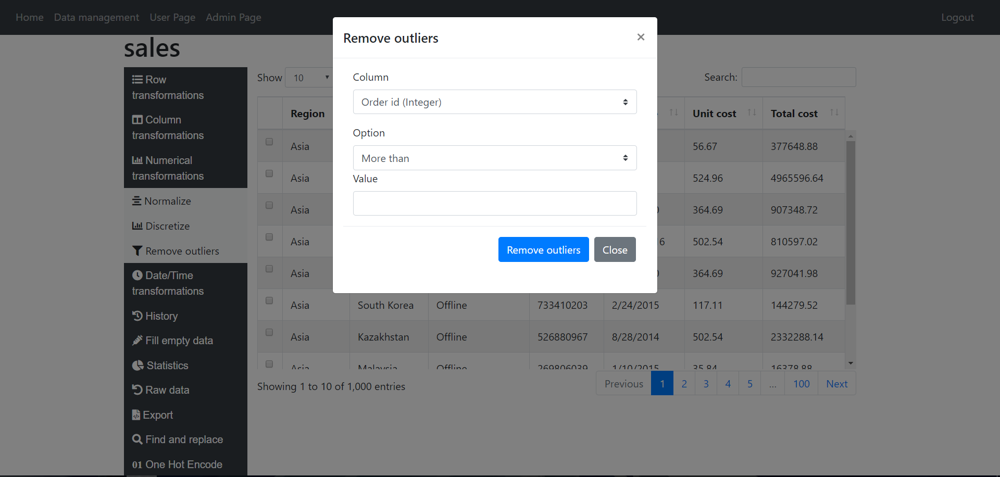 Home Data management User Page Admin Page Logout
sales
Remove outliers ×
Column
Order id (Integer)
Option
More than
Value
Remove outliers Close
Row
transformations
Column
transformations
Numerical
transformations
Normalize
Discretize
Remove outliers
Date/Time
transformations
History
Fill empty data
Statistics
Raw data
Export
Find and replace
01 One Hot Encode
Show 10 Search:
Region Unit cost Total cost
Asia 56.67 377648.88
Asia 524.96 4965596.64
Asia 364.69 907348.72
Asia 6 502.54 810597.02
Asia 364.69 927041.98
Asia South Korea Offline 733410203 2/24/2015 117.11 144279.52
Asia Kazakhstan Offline 526880967 8/28/2014 502.54 2332288.14
Asia Malaysia Offline 269806039 1/10/2015 35.84 16378.88
Showing 1 to 10 of 1,000 entries
Previous 1 2 3 4 5 ... 100 Next